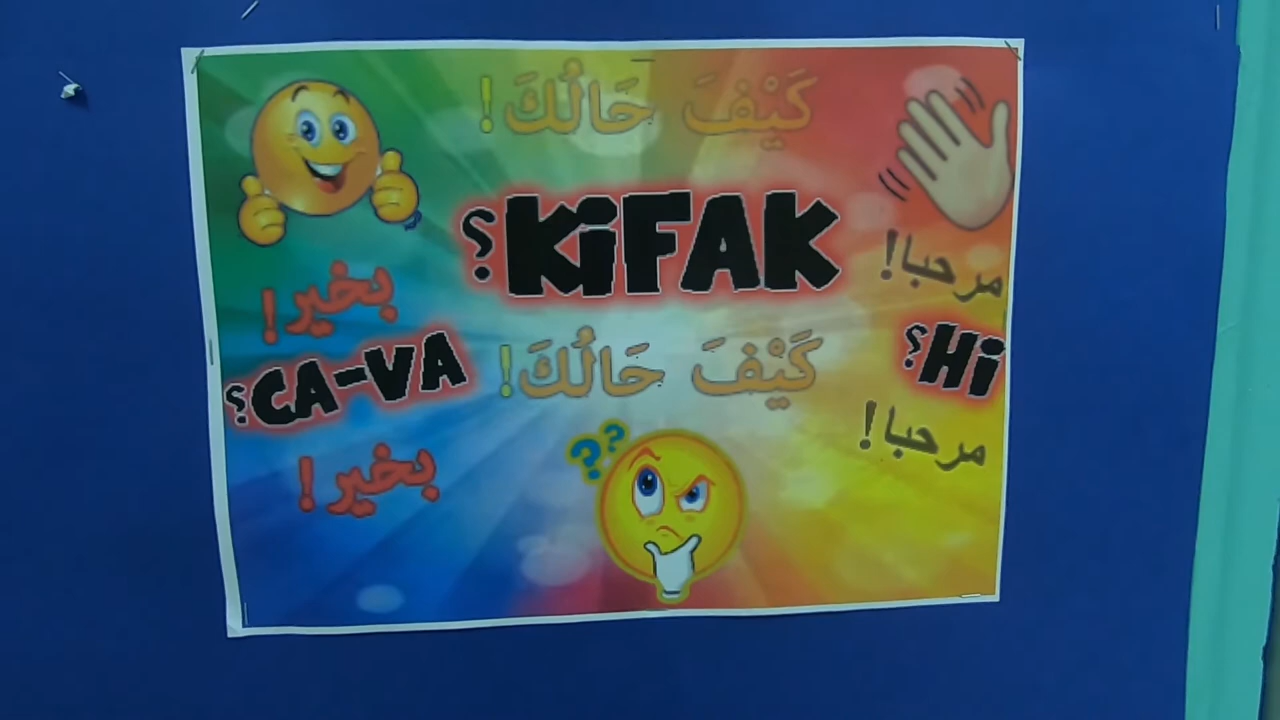 كَيْفَ حَالُكَ!
KiFAK؟
كَيْفَ حَالُكَ!
مرحبا!
Hi؟
مرحبا!
بخير!
CA-VA؟
بخير!
??